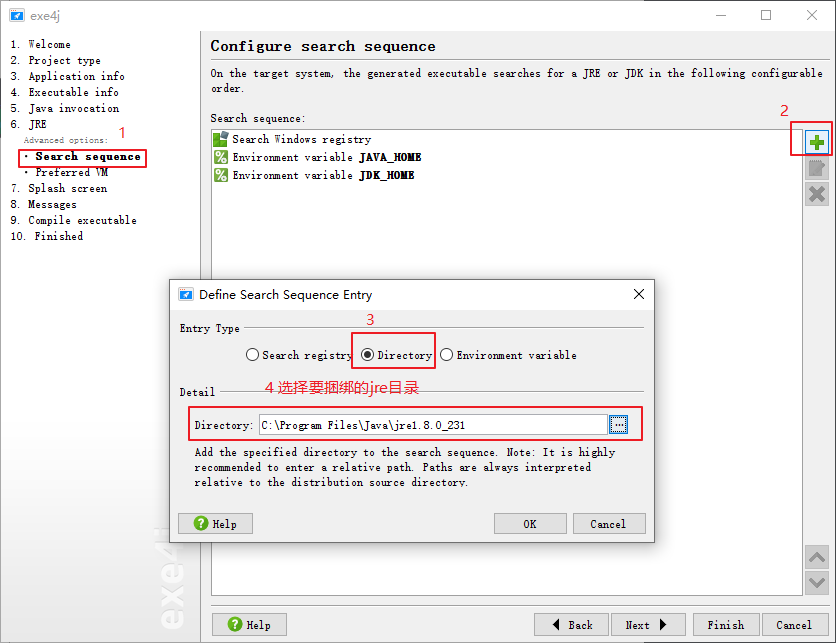 exe4j
1. Welcome
2. Project type
3. Application info
4. Executable info
5. Java invocation
6. JRE
Advanced options:
1
· Search sequence
· Preferred VM
7. Splash screen
8. Messages
9. Compile executable
10. Finished
exe4j
Configure search sequence
On the target system, the generated executable searches for a JRE or JDK in the following configurable
order.
Search sequence:
2
Search Windows registry
Environment variable JAVA_HOME
Environment variable JDK_HOME
Define Search Sequence Entry
Entry Type
3
Search registry
Directory
Environment variable
Detail
4 选择要捆绑的jre目录
Directory: C:\Program Files\Java\jre1.8.0_231 ...
Add the specified directory to the search sequence. Note: It is highly
recommended to enter a relative path. Paths are always interpreted
relative to the distribution source directory.
Help
OK
Cancel
Help
Back
Next
Finish
Cancel